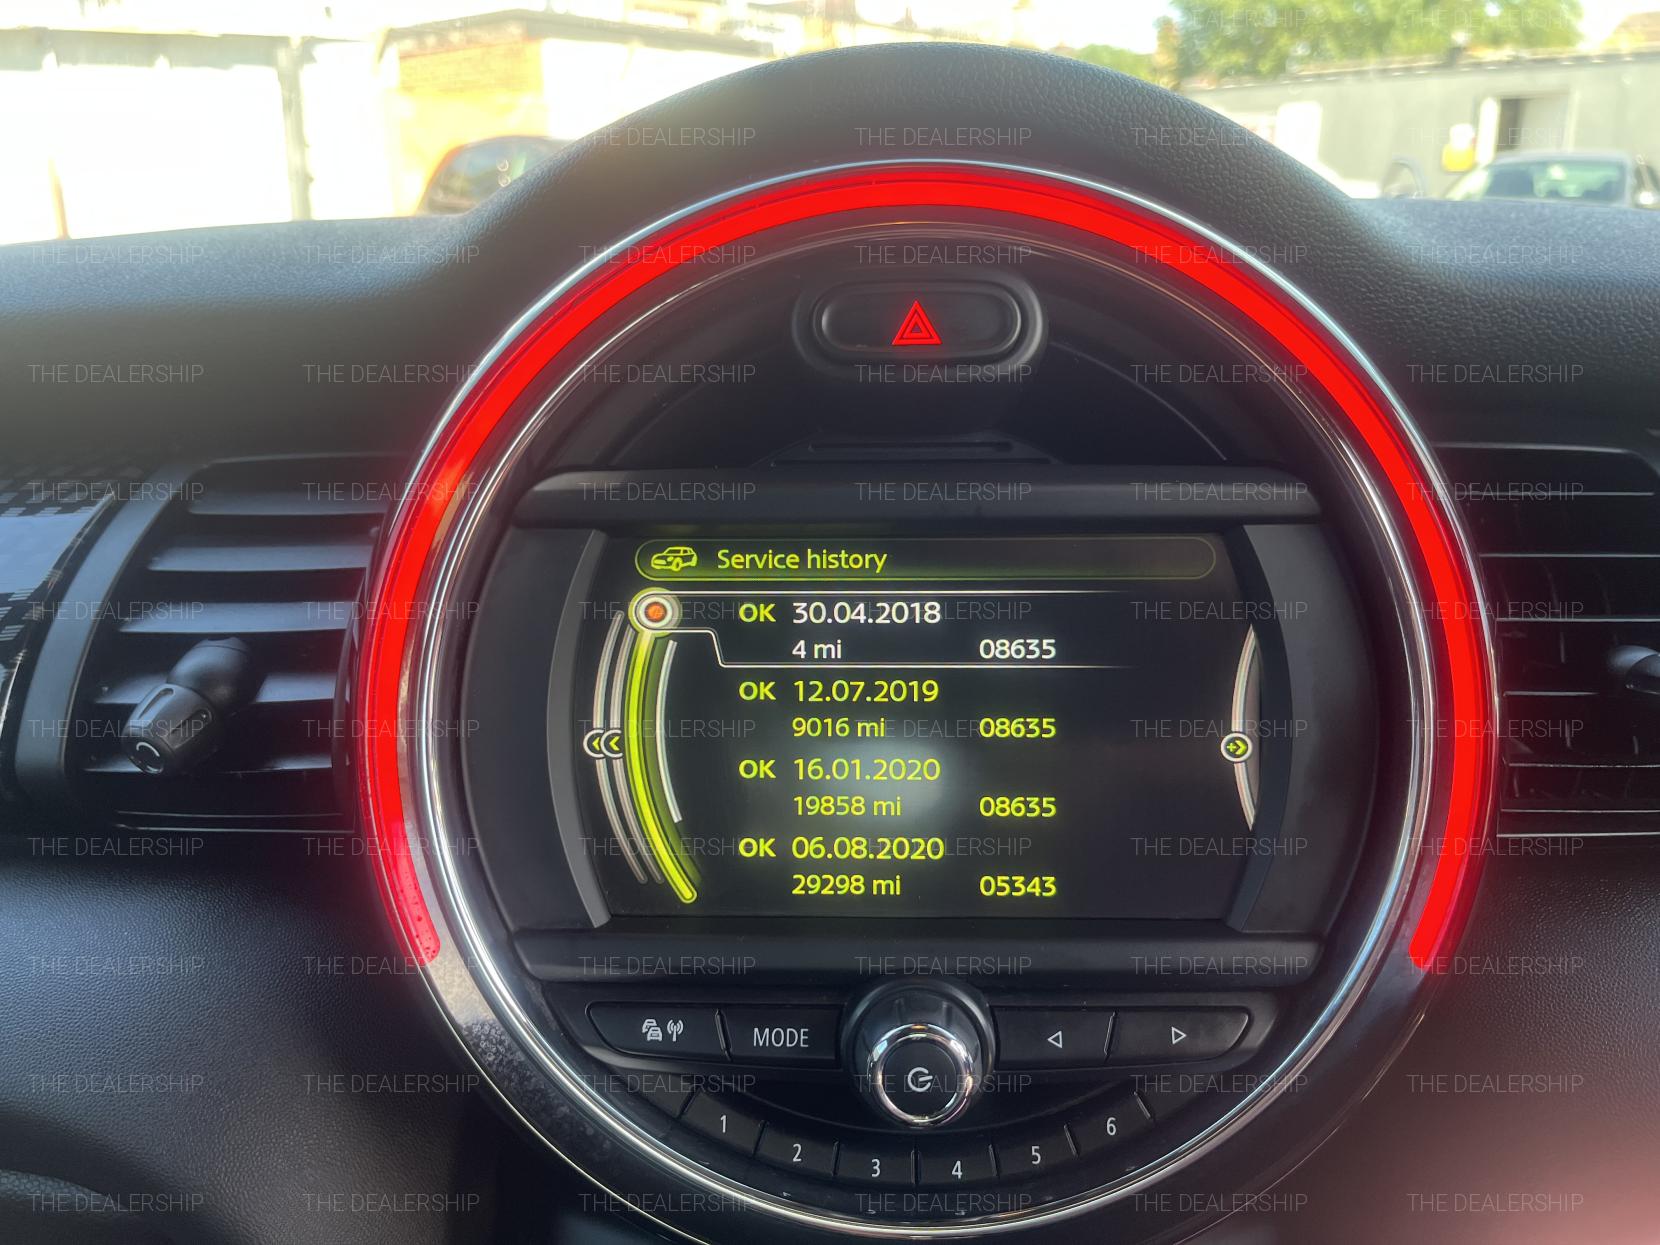 Service history
OK 30.04.2018
4 mi 08635
OK 12.07.2019
9016 mi 08635
OK 16.01.2020
19858 mi 08635
OK 06.08.2020
29298 mi 05343
MODE
1 2 3 4 5 6
THE DEALERSHIP